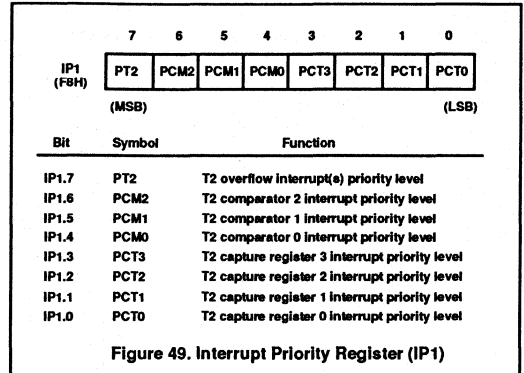 7 6 5 4 3 2 1 0
IP1 (F8H) PT2 PCM2 PCM1 PCM0 PCT3 PCT2 PCT1 PCT0
(MSB) (LSB)
Bit Symbol Function
IP1.7 PT2 T2 overflow interrupt(s) priority level
IP1.6 PCM2 T2 comparator 2 interrupt priority level
IP1.5 PCM1 T2 comparator 1 interrupt priority level
IP1.4 PCM0 T2 comparator 0 interrupt priority level
IP1.3 PCT3 T2 capture register 3 interrupt priority level
IP1.2 PCT2 T2 capture register 2 interrupt priority level
IP1.1 PCT1 T2 capture register 1 interrupt priority level
IP1.0 PCT0 T2 capture register 0 interrupt priority level
Figure 49. Interrupt Priority Register (IP1)